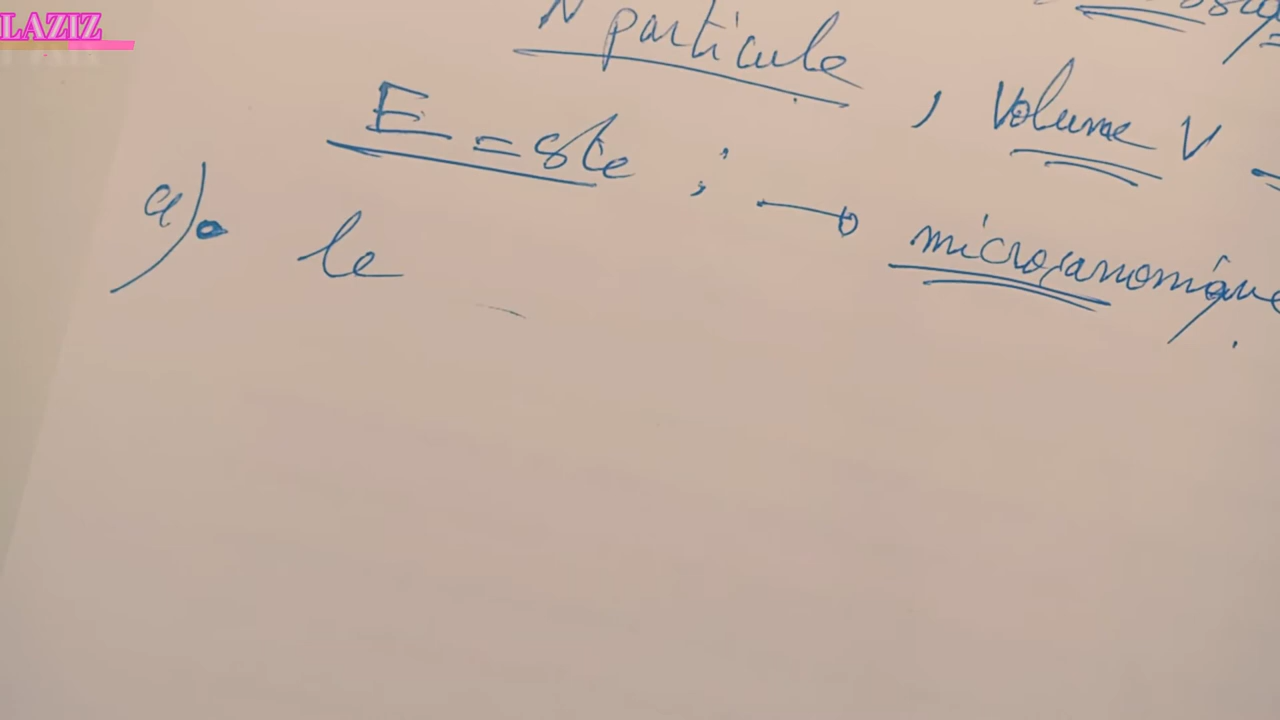 LAZIZ
N particule, Volume V
E = cte ; → microcanonique.
a)• le